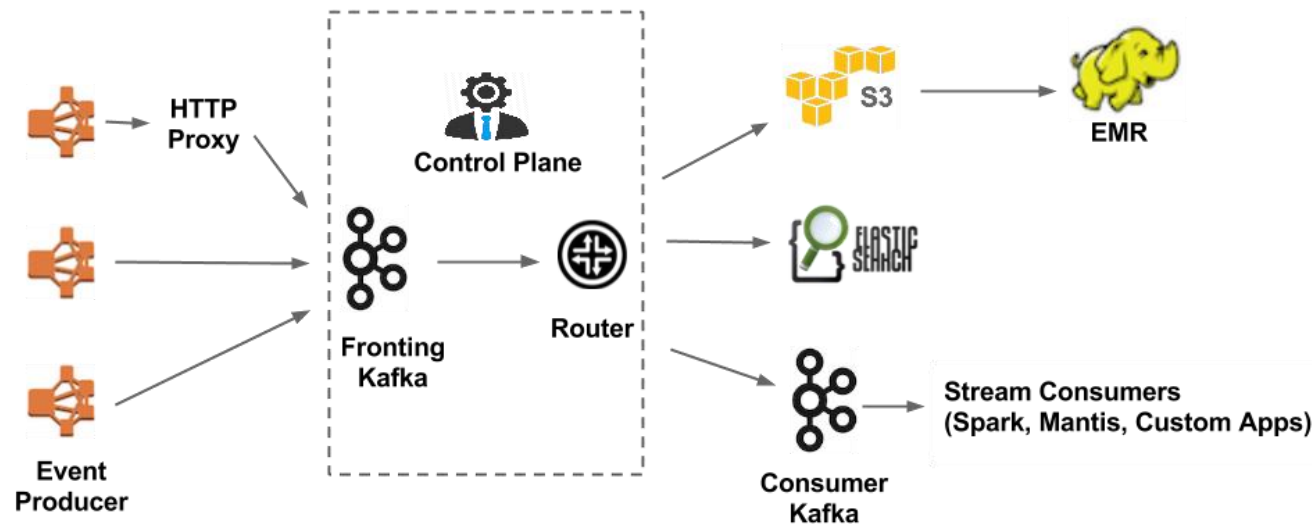 HTTP
Proxy
Control Plane
S3
EMR
ELASTIC
SEARCH
Router
Fronting
Kafka
Stream Consumers
(Spark, Mantis, Custom Apps)
Event
Producer
Consumer
Kafka